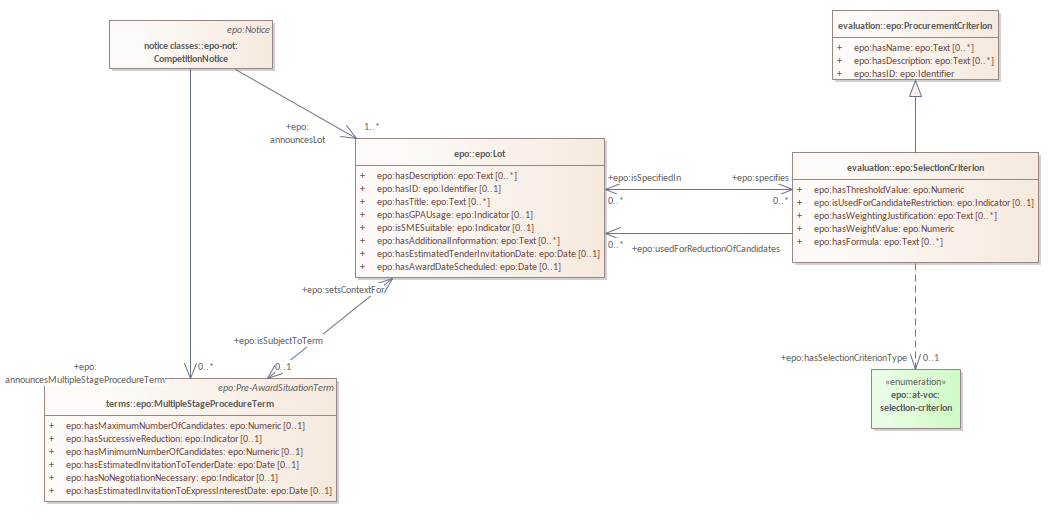 epo:Notice
notice classes::epo-not:
CompetitionNotice
evaluation::epo:ProcurementCriterion
+ epo:hasName: epo:Text [0..*]
+ epo:hasDescription: epo:Text [0..*]
+ epo:hasID: epo:Identifier
+epo:
announcesLot
1..*
epo::epo:Lot
+ epo:hasDescription: epo:Text [0..*]
+ epo:hasID: epo:Identifier [0..1]
+ epo:hasTitle: epo:Text [0..*]
+ epo:hasGPAUsage: epo:Indicator [0..1]
+ epo:isSMESuitable: epo:Indicator [0..1]
+ epo:hasAdditionalInformation: epo:Text [0..*]
+ epo:hasEstimatedTenderInvitationDate: epo:Date [0..1]
+ epo:hasAwardDateScheduled: epo:Date [0..1]
+epo:isSpecifiedIn
+epo:specifies
0..*
0..*
0..*
+epo:usedForReductionOfCandidates
evaluation::epo:SelectionCriterion
+ epo:hasThresholdValue: epo:Numeric
+ epo:isUsedForCandidateRestriction: epo:Indicator [0..1]
+ epo:hasWeightingJustification: epo:Text [0..*]
+ epo:hasWeightValue: epo:Numeric
+ epo:hasFormula: epo:Text [0..*]
+epo:setsContextFor
+epo:isSubjectToTerm
0..1
+epo:
announcesMultipleStageProcedureTerm
0..*
+epo:hasSelectionCriterionType
0..1
epo:Pre-AwardSituationTerm
terms::epo:MultipleStageProcedureTerm
+ epo:hasMaximumNumberOfCandidates: epo:Numeric [0..1]
+ epo:hasSuccessiveReduction: epo:Indicator [0..1]
+ epo:hasMinimumNumberOfCandidates: epo:Numeric [0..1]
+ epo:hasEstimatedInvitationToTenderDate: epo:Date [0..1]
+ epo:hasNoNegotiationNecessary: epo:Indicator [0..1]
+ epo:hasEstimatedInvitationToExpressInterestDate: epo:Date [0..1]
«enumeration»
epo::at-voc:
selection-criterion